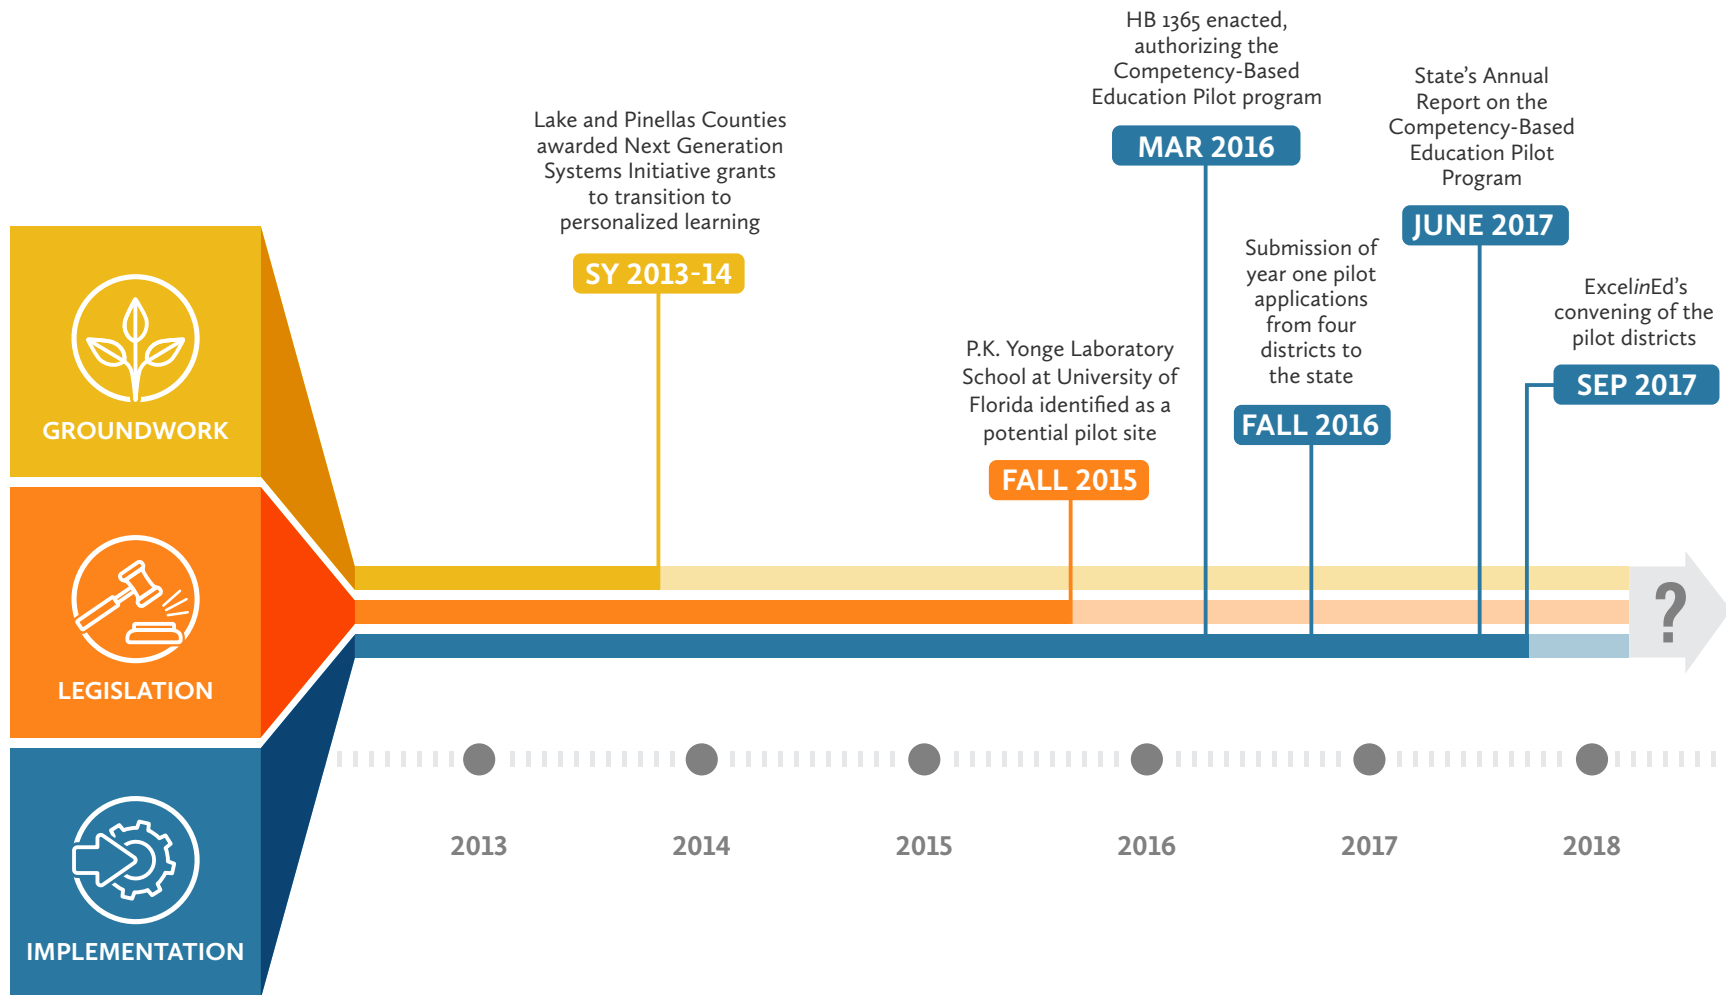 HB 1365 enacted,
authorizing the
Competency-Based
Education Pilot program
MAR 2016
State’s Annual
Report on the
Competency-Based
Education Pilot
Program
JUNE 2017
Lake and Pinellas Counties
awarded Next Generation
Systems Initiative grants
to transition to
personalized learning
SY 2013-14
Submission of
year one pilot
applications
from four
districts to
the state
FALL 2016
ExcelinEd’s
convening of the
pilot districts
SEP 2017
P.K. Yonge Laboratory
School at University of
Florida identified as a
potential pilot site
FALL 2015
GROUNDWORK
LEGISLATION
IMPLEMENTATION
?
2013
2014
2015
2016
2017
2018